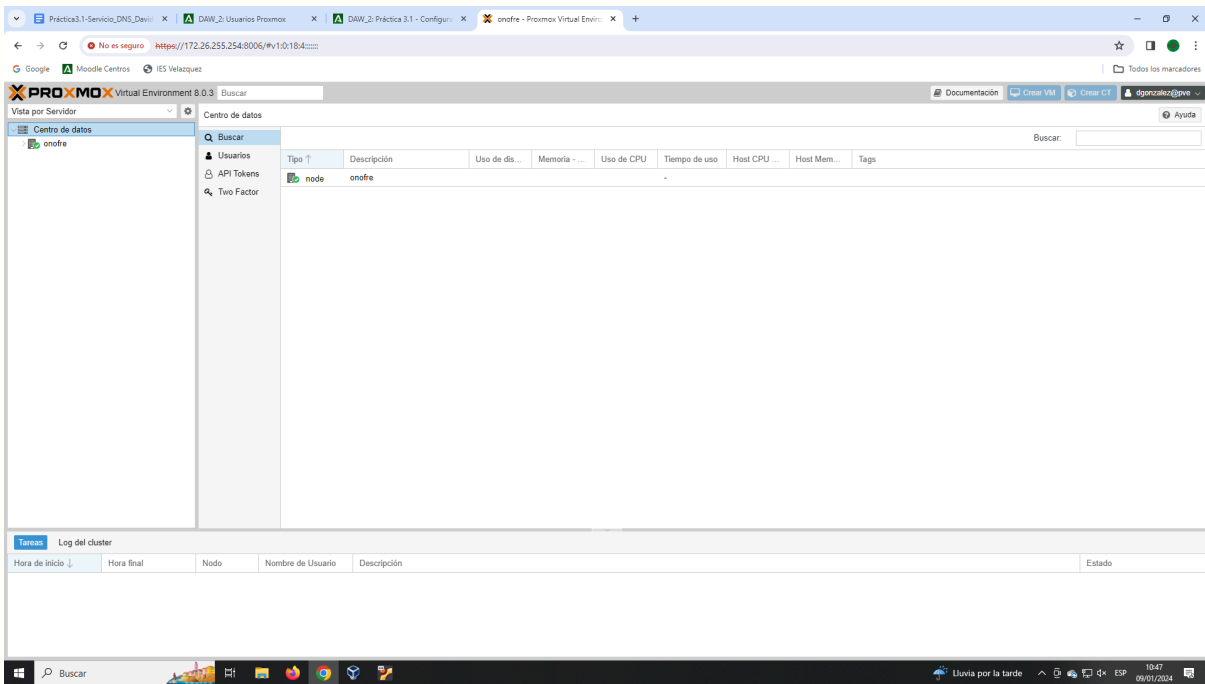 Práctica3.1-Servicio_DNS_David
DAW_2: Usuarios Proxmox
DAW_2: Práctica 3.1 - Configura
onofre - Proxmox Virtual Enviro
No es seguro https://172.26.255.254:8006/#v1:0:18:4:::::::
Google Moodle Centros IES Velazquez Todos los marcadores
PROXMOX Virtual Environment 8.0.3 Buscar Documentación Crear VM Crear CT dgonzalez@pve
Vista por Servidor Centro de datos Ayuda
Centro de datos
onofre
Buscar
Usuarios
API Tokens
Two Factor
Buscar:
Tipo ↑ Descripción Uso de dis... Memoria - ... Uso de CPU Tiempo de uso Host CPU ... Host Mem... Tags
node onofre -
Tareas Log del cluster
Hora de inicio ↓ Hora final Nodo Nombre de Usuario Descripción Estado
Buscar Lluvia por la tarde ESP 10:47
09/01/2024